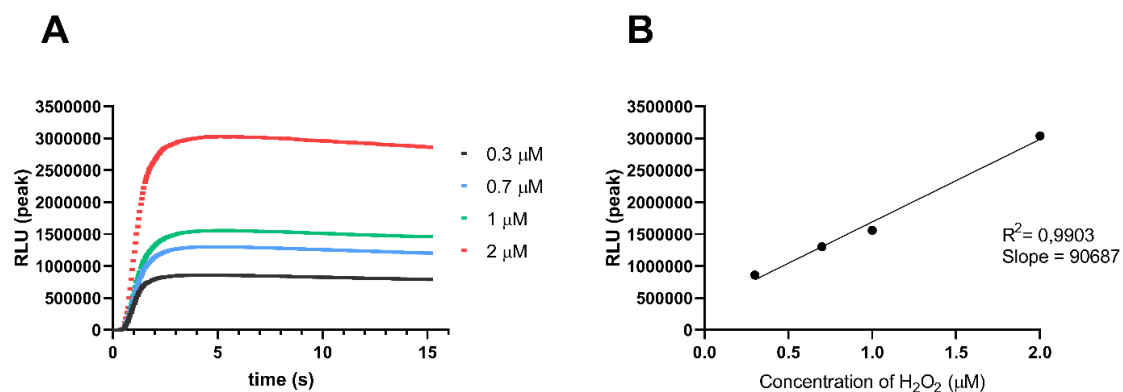 A
3500000
3000000
2500000
2000000
1500000
1000000
500000
0
RLU (peak)
0
5
10
15
time (s)
0.3 μM
0.7 μM
1 μM
2 μM
B
3500000
3000000
2500000
2000000
1500000
1000000
500000
0
RLU (peak)
0.0
0.5
1.0
1.5
2.0
Concentration of H₂O₂ (μM)
R²= 0,9903
Slope = 90687